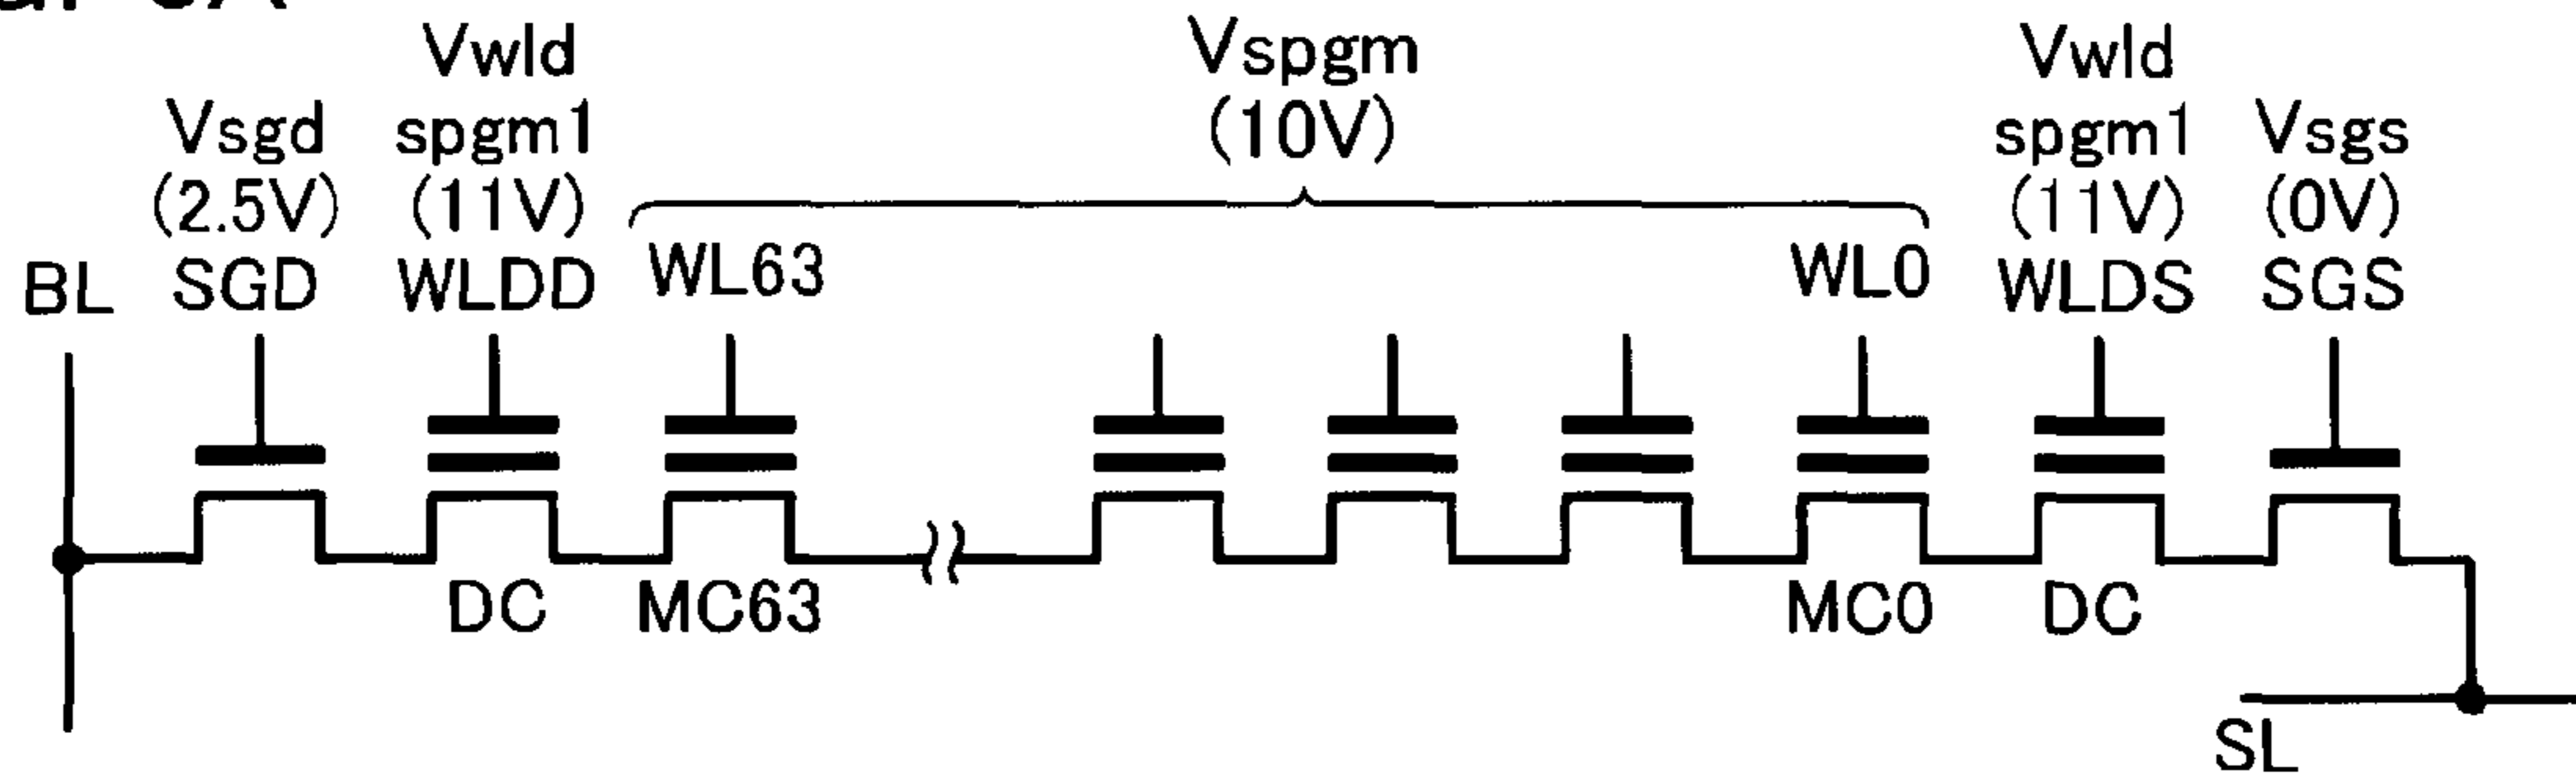 Vsgd
(2.5V)
SGD
Vwld
spgm1
(11V)
WLDD
Vspgm
(10V)
WL63
WL0
Vwld
spgm1
(11V)
WLDS
Vsgs
(0V)
SGS
BL
DC
MC63
MC0
DC
SL